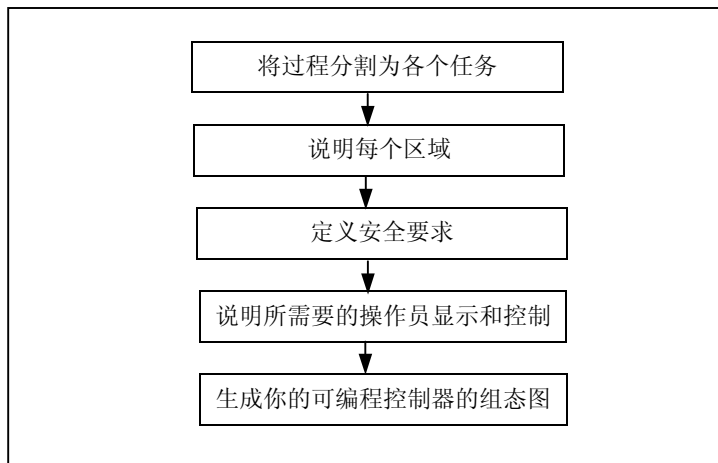 将过程分割为各个任务
说明每个区域
定义安全要求
说明所需要的操作员显示和控制
生成你的可编程控制器的组态图